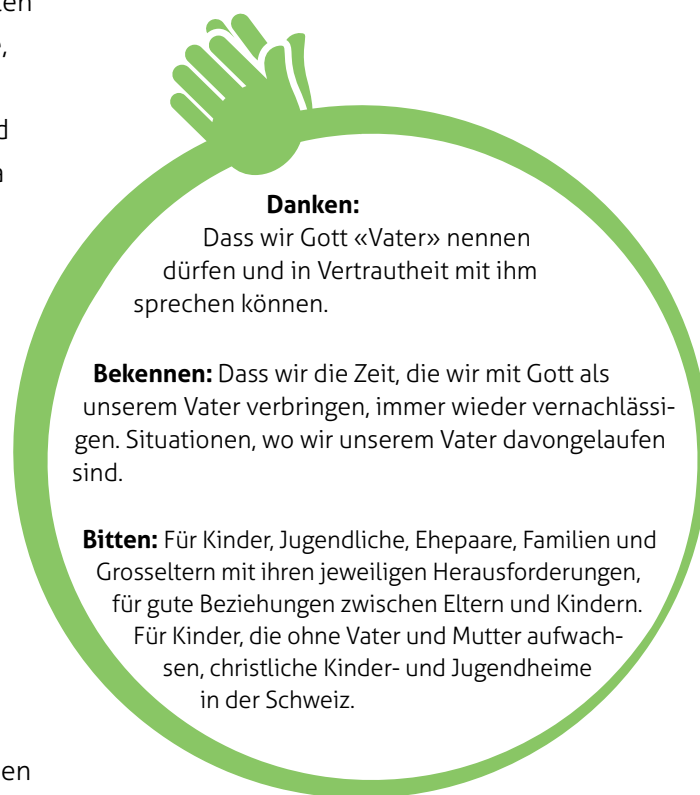 Danken:
Dass wir Gott «Vater» nennen
dürfen und in Vertrautheit mit ihm
sprechen können.
Bekennen: Dass wir die Zeit, die wir mit Gott als
unserem Vater verbringen, immer wieder vernachlässi-
gen. Situationen, wo wir unserem Vater davongelaufen
sind.
Bitten: Für Kinder, Jugendliche, Ehepaare, Familien und
Grosseltern mit ihren jeweiligen Herausforderungen,
für gute Beziehungen zwischen Eltern und Kindern.
Für Kinder, die ohne Vater und Mutter aufwach-
sen, christliche Kinder- und Jugendheime
in der Schweiz.